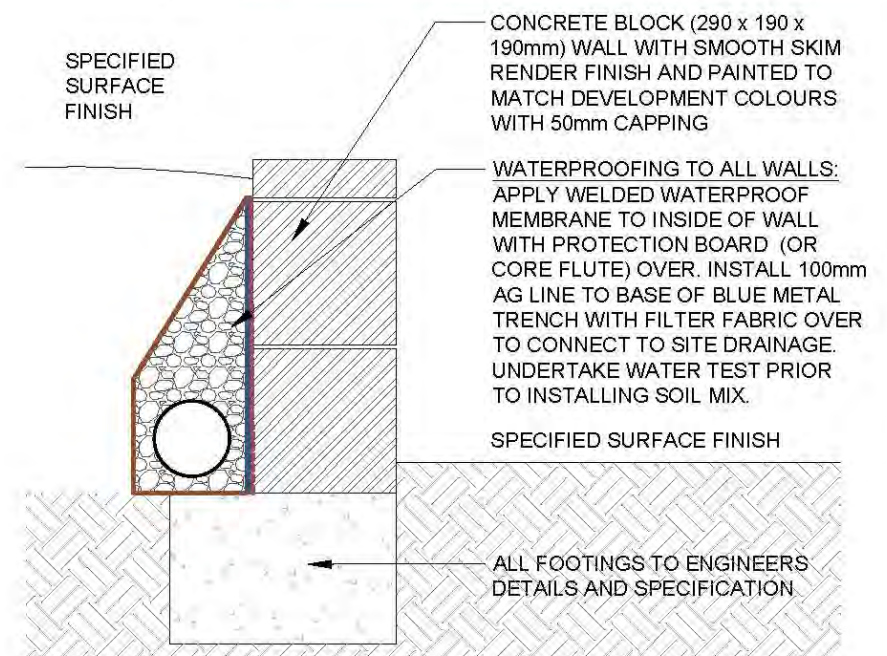 SPECIFIED
SURFACE
FINISH
CONCRETE BLOCK (290 x 190 x
190mm) WALL WITH SMOOTH SKIM
RENDER FINISH AND PAINTED TO
MATCH DEVELOPMENT COLOURS
WITH 50mm CAPPING
WATERPROOFING TO ALL WALLS:
APPLY WELDED WATERPROOF
MEMBRANE TO INSIDE OF WALL
WITH PROTECTION BOARD (OR
CORE FLUTE) OVER. INSTALL 100mm
AG LINE TO BASE OF BLUE METAL
TRENCH WITH FILTER FABRIC OVER
TO CONNECT TO SITE DRAINAGE.
UNDERTAKE WATER TEST PRIOR
TO INSTALLING SOIL MIX.
SPECIFIED SURFACE FINISH
ALL FOOTINGS TO ENGINEERS
DETAILS AND SPECIFICATION